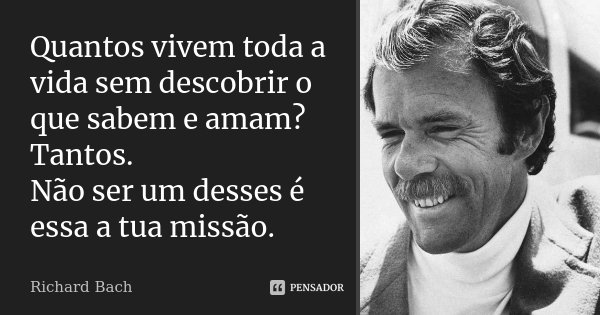 Quantos vivem toda a
vida sem descobrir o
que sabem e amam?
Tantos.
Não ser um desses é
essa a tua missão.
Richard Bach
PENSADOR